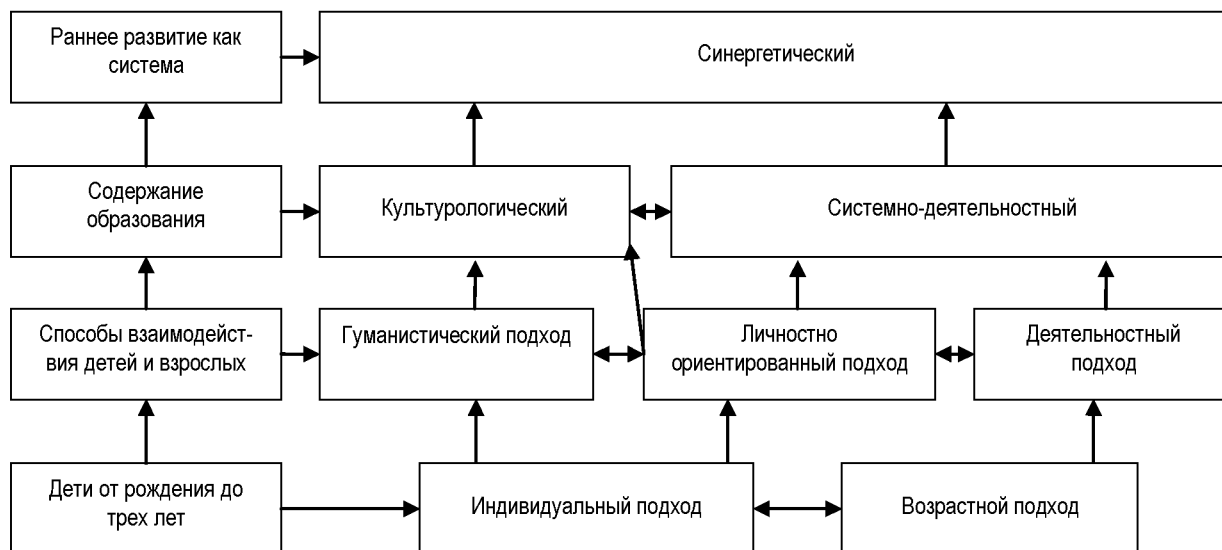 Раннее развитие как
система
Синергетический
Содержание
образования
Культурологический
Системно-деятельностный
Способы взаимодейст-
вия детей и взрослых
Гуманистический подход
Личностно
ориентированный подход
Деятельностный
подход
Дети от рождения до
трех лет
Индивидуальный подход
Возрастной подход